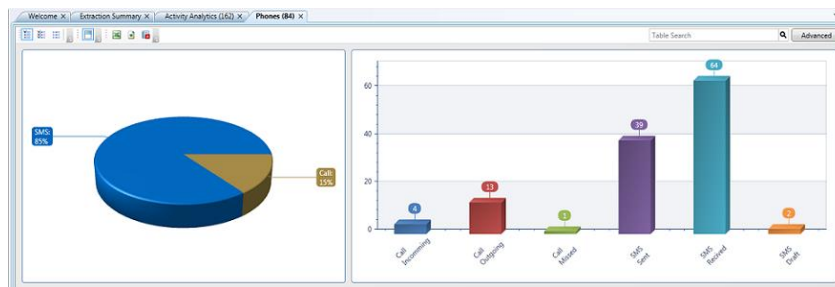 Welcome X Extraction Summary X Activity Analytics (162) X Phones (84) X
Table Search Advanced
SMS:
85%
Call:
15%
60
40
20
0
4
13
1
39
64
2
Call
Incomming
Call
Outgoing
Call
Missed
SMS
Sent
SMS
Recived
SMS
Draft